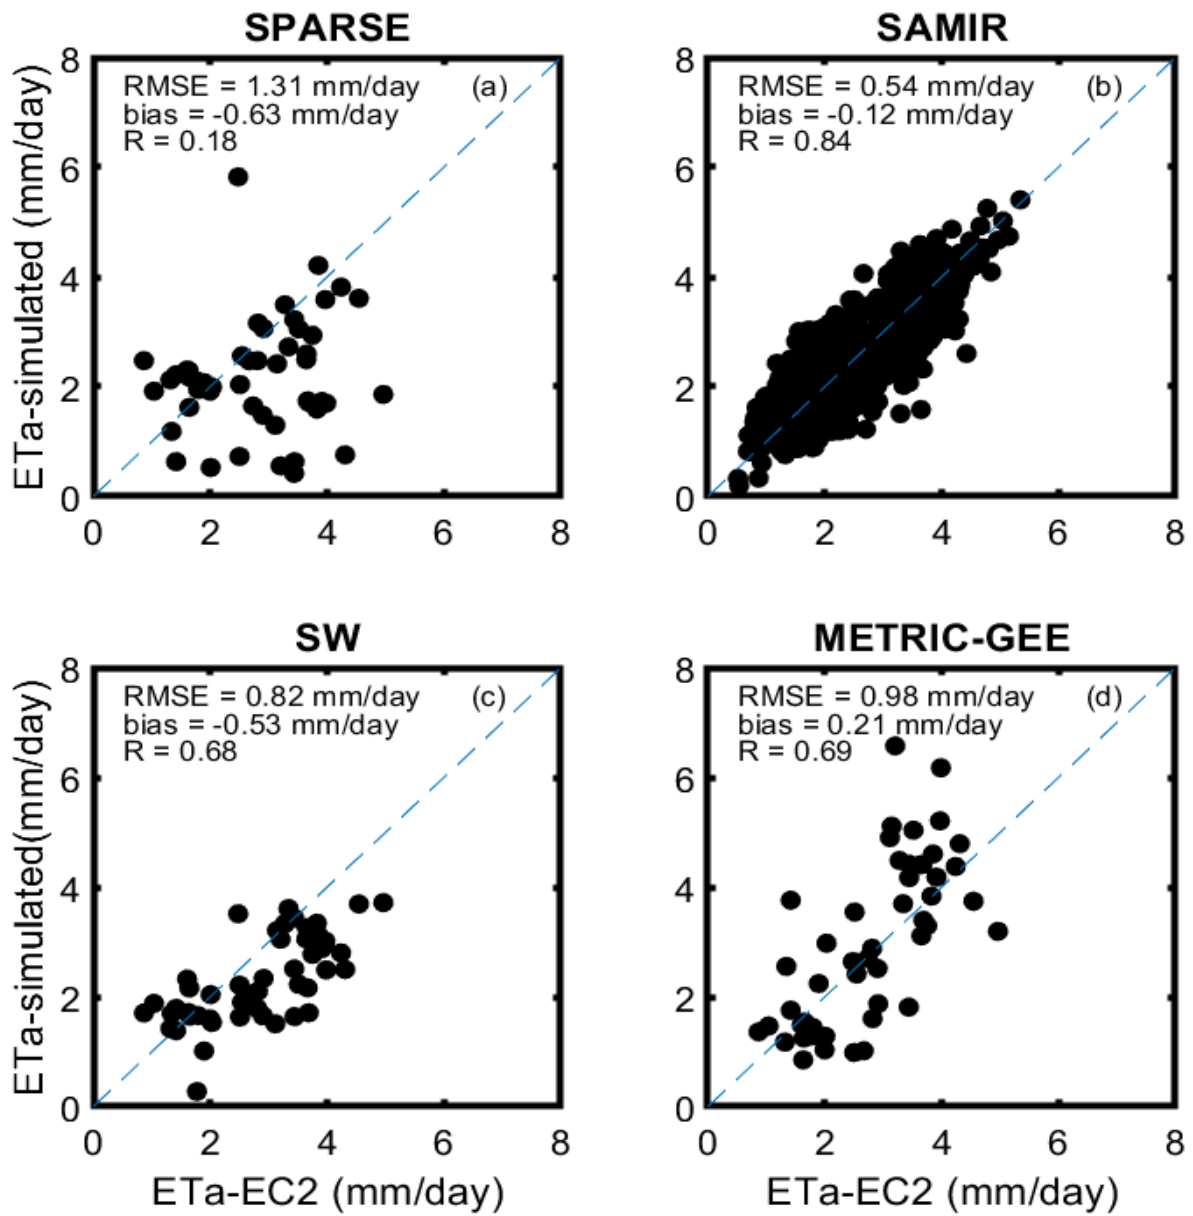 SPARSE
RMSE = 1.31 mm/day
(a)
bias = -0.63 mm/day
R = 0.18
ETa-simulated (mm/day)
8
6
4
2
0
0 2 4 6 8
SAMIR
RMSE = 0.54 mm/day
(b)
bias = -0.12 mm/day
R = 0.84
8
6
4
2
0
0 2 4 6 8
SW
RMSE = 0.82 mm/day
(c)
bias = -0.53 mm/day
R = 0.68
ETa-simulated(mm/day)
8
6
4
2
0
0 2 4 6 8
ETa-EC2 (mm/day)
METRIC-GEE
RMSE = 0.98 mm/day
(d)
bias = 0.21 mm/day
R = 0.69
8
6
4
2
0
0 2 4 6 8
ETa-EC2 (mm/day)